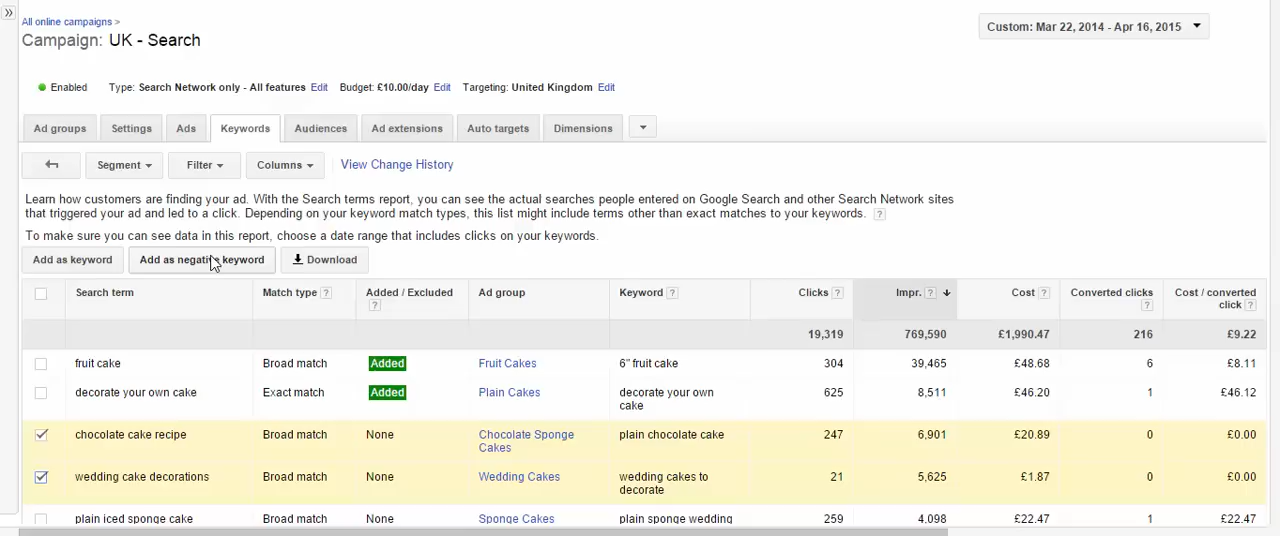 »
All online campaigns >
Custom: Mar 22, 2014 - Apr 16, 2015
Campaign: UK - Search
Enabled Type: Search Network only - All features Edit Budget: £10.00/day Edit Targeting: United Kingdom Edit
Ad groups Settings Ads Keywords Audiences Ad extensions Auto targets Dimensions
Segment Filter Columns View Change History
Learn how customers are finding your ad. With the Search terms report, you can see the actual searches people entered on Google Search and other Search Network sites
that triggered your ad and led to a click. Depending on your keyword match types, this list might include terms other than exact matches to your keywords. ?
To make sure you can see data in this report, choose a date range that includes clicks on your keywords.
Add as keyword Add as negative keyword Download
Search term Match type ? Added / Excluded ? Ad group Keyword ? Clicks ? Impr. ? Cost ? Converted clicks ? Cost / converted click ?
19,319 769,590 £1,990.47 216 £9.22
fruit cake Broad match Added Fruit Cakes 6" fruit cake 304 39,465 £48.68 6 £8.11
decorate your own cake Exact match Added Plain Cakes decorate your own cake 625 8,511 £46.20 1 £46.12
chocolate cake recipe Broad match None Chocolate Sponge Cakes plain chocolate cake 247 6,901 £20.89 0 £0.00
wedding cake decorations Broad match None Wedding Cakes wedding cakes to decorate 21 5,625 £1.87 0 £0.00
plain iced sponge cake Broad match None Sponge Cakes plain sponge wedding 259 4,098 £22.47 1 £22.47